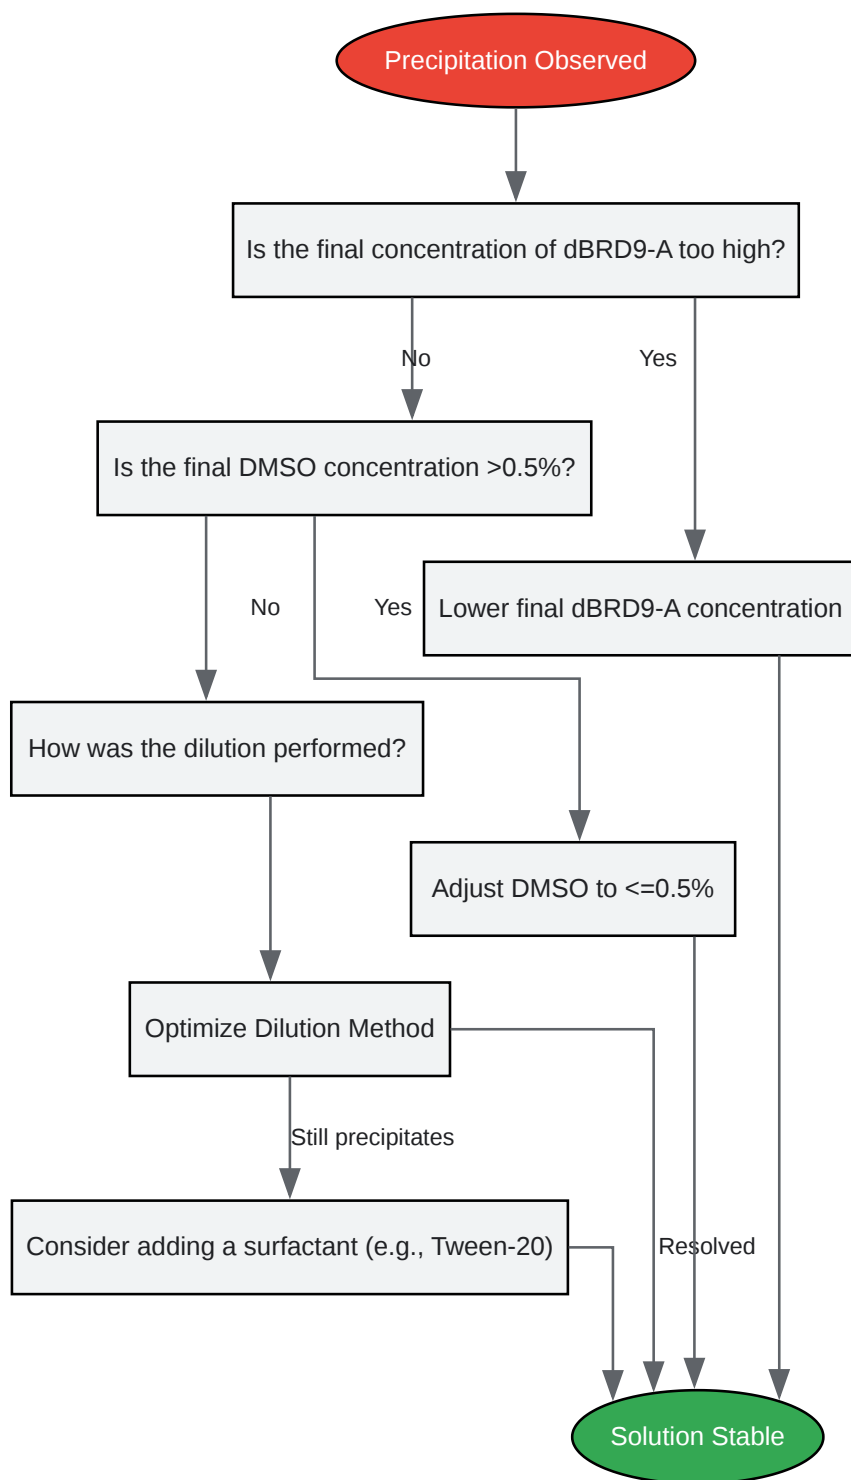 Precipitation Observed
Is the final concentration of dBRD9-A too high?
No
Yes
Is the final DMSO concentration >0.5%?
No
Yes
Lower final dBRD9-A concentration
How was the dilution performed?
Adjust DMSO to <=0.5%
Optimize Dilution Method
Still precipitates
Consider adding a surfactant (e.g., Tween-20)
Resolved
Solution Stable